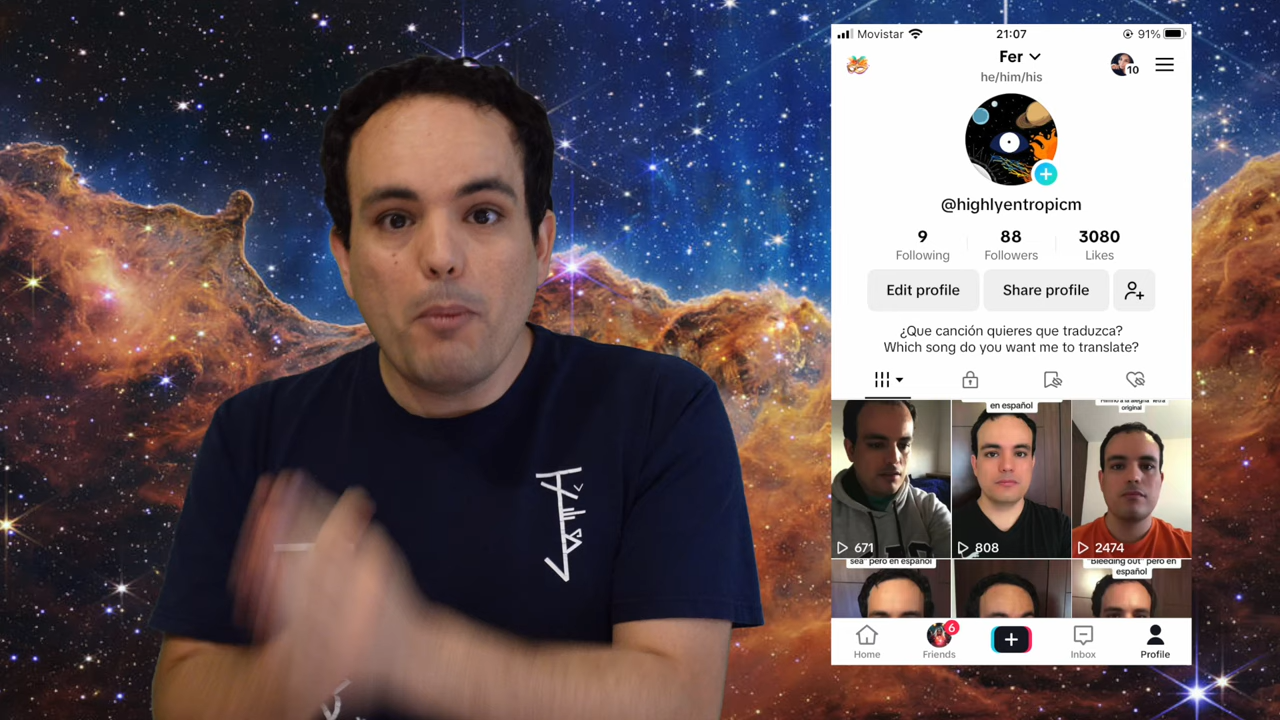 Movistar
21:07
91%
Fer
10
he/him/his
@highlyentropicm
9
88
3080
Following
Followers
Likes
Edit profile
Share profile
¿Que canción quieres que traduzca?
Which song do you want me to translate?
en español
original
671
808
2474
sea" pero en español
"Bleeding out" pero en
español
6
Home
Friends
Inbox
Profile